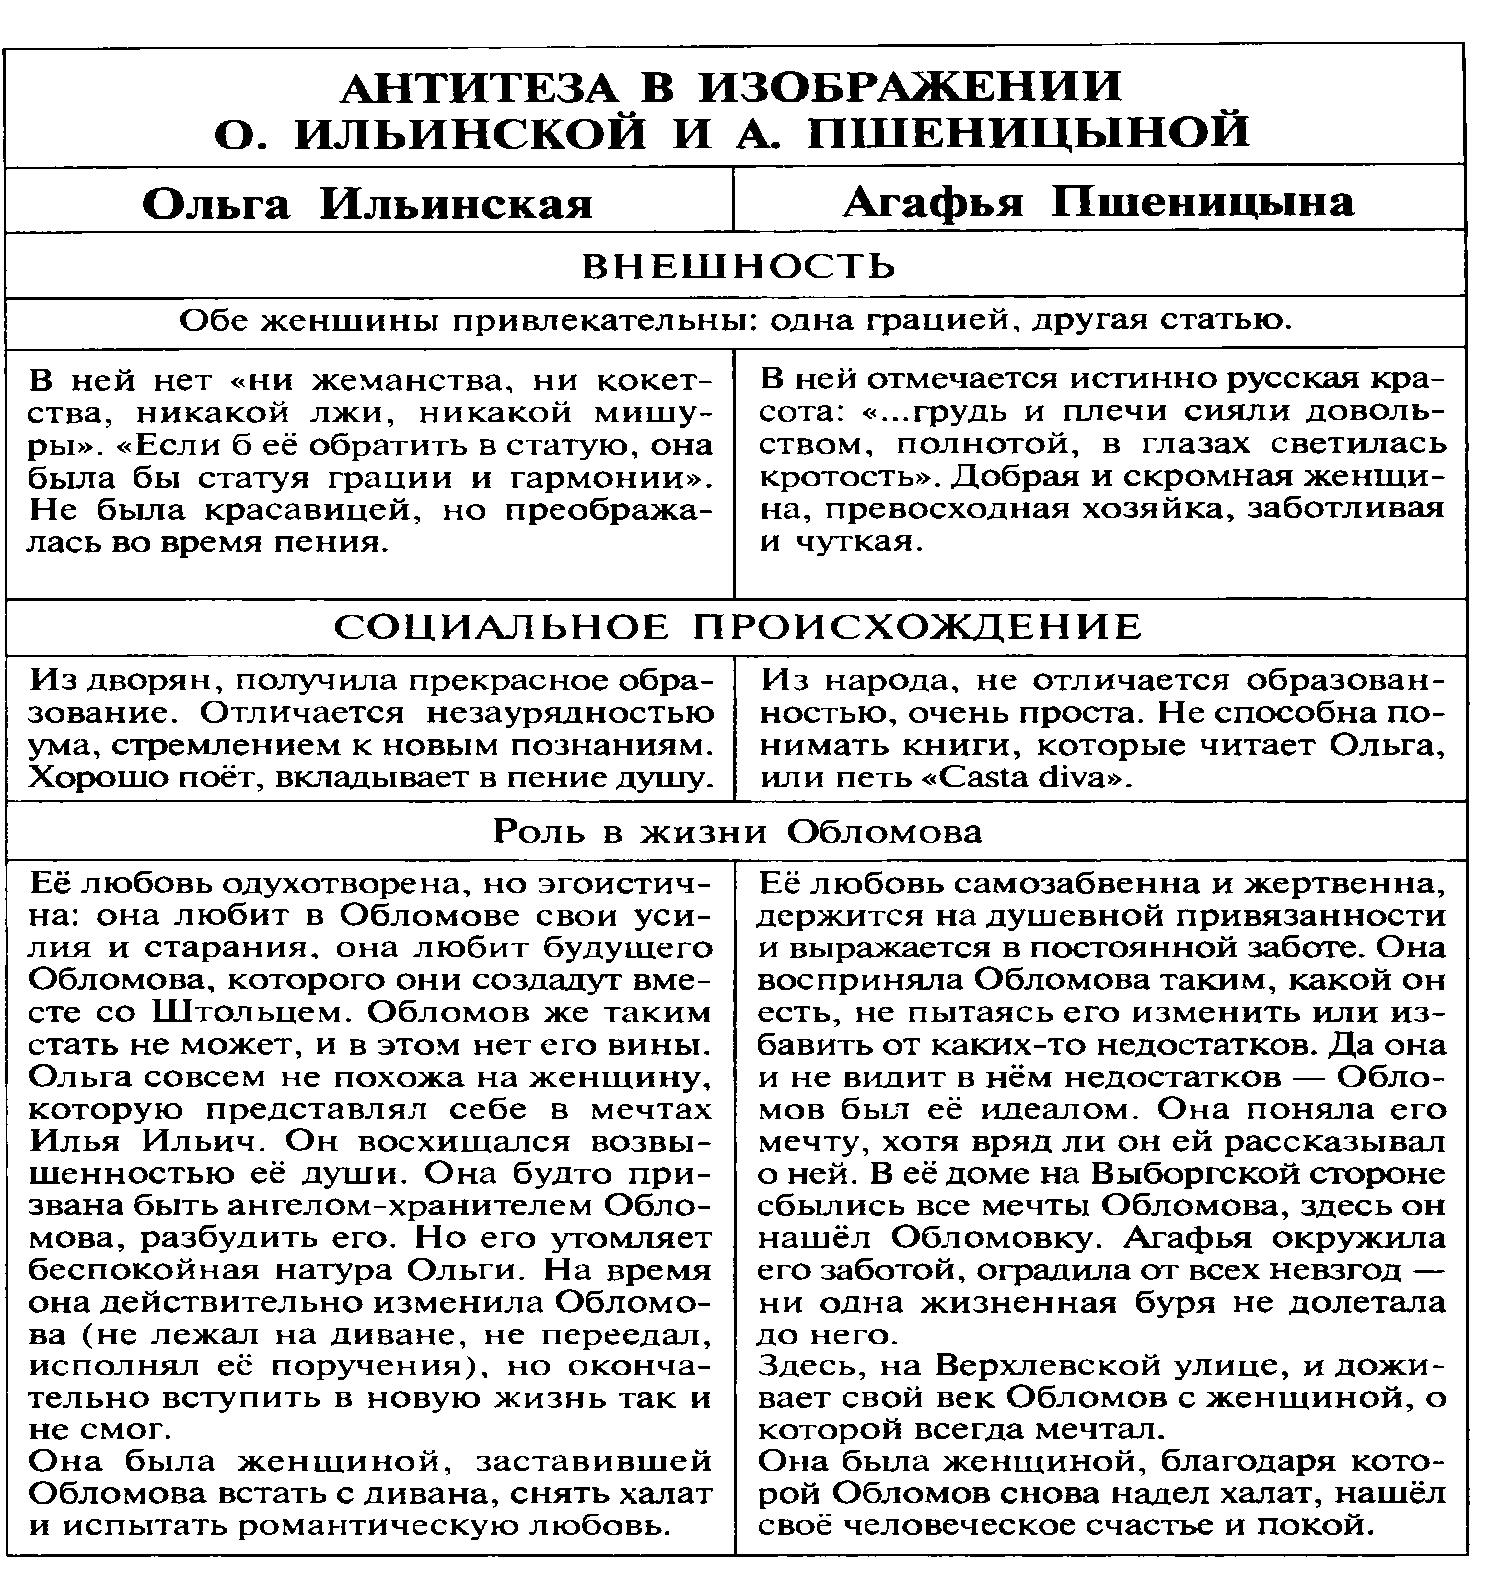 АНТИТЕЗА В ИЗОБРАЖЕНИИ
О. ИЛЬИНСКОЙ И А. ПШЕНИЦЫНОЙ
Ольга Ильинская
Агафья Пшеницына
ВНЕШНОСТЬ
Обе женщины привлекательны: одна грацией, другая статью.
В ней нет «ни жеманства, ни кокет-
ства, никакой лжи, никакой мишу-
ры». «Если б её обратить в статую, она
была бы статуя грации и гармонии».
Не была красавицей, но преобража-
лась во время пения.
В ней отмечается истинно русская кра-
сота: «...грудь и плечи сияли доволь-
ством, полнотой, в глазах светилась
кротость». Добрая и скромная женщи-
на, превосходная хозяйка, заботливая
и чуткая.
СОЦИАЛЬНОЕ ПРОИСХОЖДЕНИЕ
Из дворян, получила прекрасное обра-
зование. Отличается незаурядностью
ума, стремлением к новым познаниям.
Хорошо поёт, вкладывает в пение душу.
Из народа, не отличается образован-
ностью, очень проста. Не способна по-
нимать книги, которые читает Ольга,
или петь «Casta diva».
Роль в жизни Обломова
Её любовь одухотворена, но эгоистич-
на: она любит в Обломове свои уси-
лия и старания, она любит будущего
Обломова, которого они создадут вме-
сте со Штольцем. Обломов же таким
стать не может, и в этом нет его вины.
Ольга совсем не похожа на женщину,
которую представлял себе в мечтах
Илья Ильич. Он восхищался возвы-
шенностью её души. Она будто при-
звана быть ангелом-хранителем Обло-
мова, разбудить его. Но его утомляет
беспокойная натура Ольги. На время
она действительно изменила Обломо-
ва (не лежал на диване, не переедал,
исполнял её поручения), но оконча-
тельно вступить в новую жизнь так и
не смог.
Она была женщиной, заставившей
Обломова встать с дивана, снять халат
и испытать романтическую любовь.
Её любовь самозабвенна и жертвенна,
держится на душевной привязанности
и выражается в постоянной заботе. Она
восприняла Обломова таким, какой он
есть, не пытаясь его изменить или из-
бавить от каких-то недостатков. Да она
и не видит в нём недостатков — Обло-
мов был её идеалом. Она поняла его
мечту, хотя вряд ли он ей рассказывал
о ней. В её доме на Выборгской стороне
сбылись все мечты Обломова, здесь он
нашёл Обломовку. Агафья окружила
его заботой, оградила от всех невзгод —
ни одна жизненная буря не долетала
до него.
Здесь, на Верхлевской улице, и дожи-
вает свой век Обломов с женщиной, о
которой всегда мечтал.
Она была женщиной, благодаря кото-
рой Обломов снова надел халат, нашёл
своё человеческое счастье и покой.